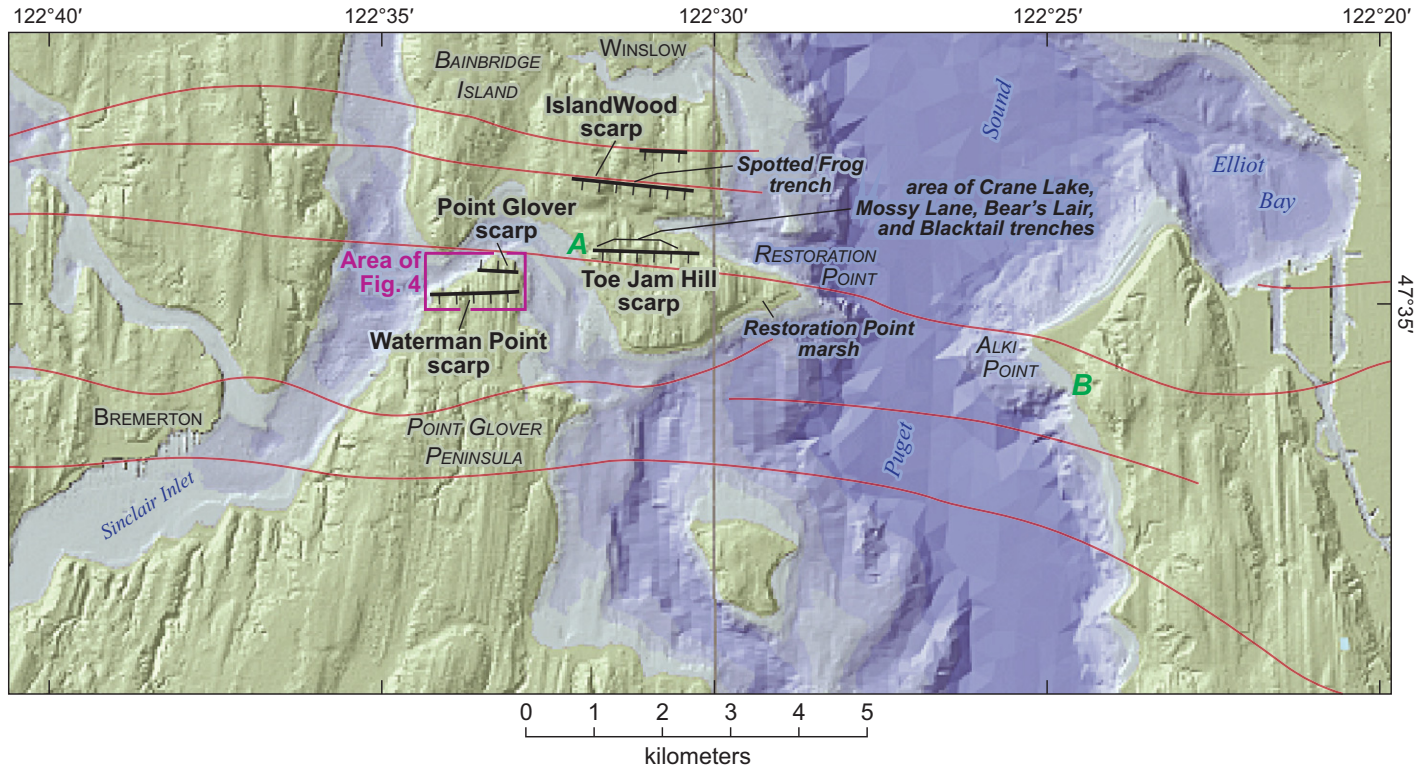 122°40′ 122°35′ 122°30′ 122°25′ 122°20′
WINSLOW
BAINBRIDGE
ISLAND
IslandWood
scarp
Sound
Spotted Frog
trench
Elliot
Bay
area of Crane Lake,
Mossy Lane, Bear's Lair,
and Blacktail trenches
Point Glover
scarp
A
RESTORATION
POINT
Area of
Fig. 4
Toe Jam Hill
scarp
47°35′
Waterman Point
scarp
Restoration Point
marsh
ALKI
POINT
B
BREMERTON
POINT GLOVER
PENINSULA
Puget
Sinclair Inlet
0 1 2 3 4 5
kilometers